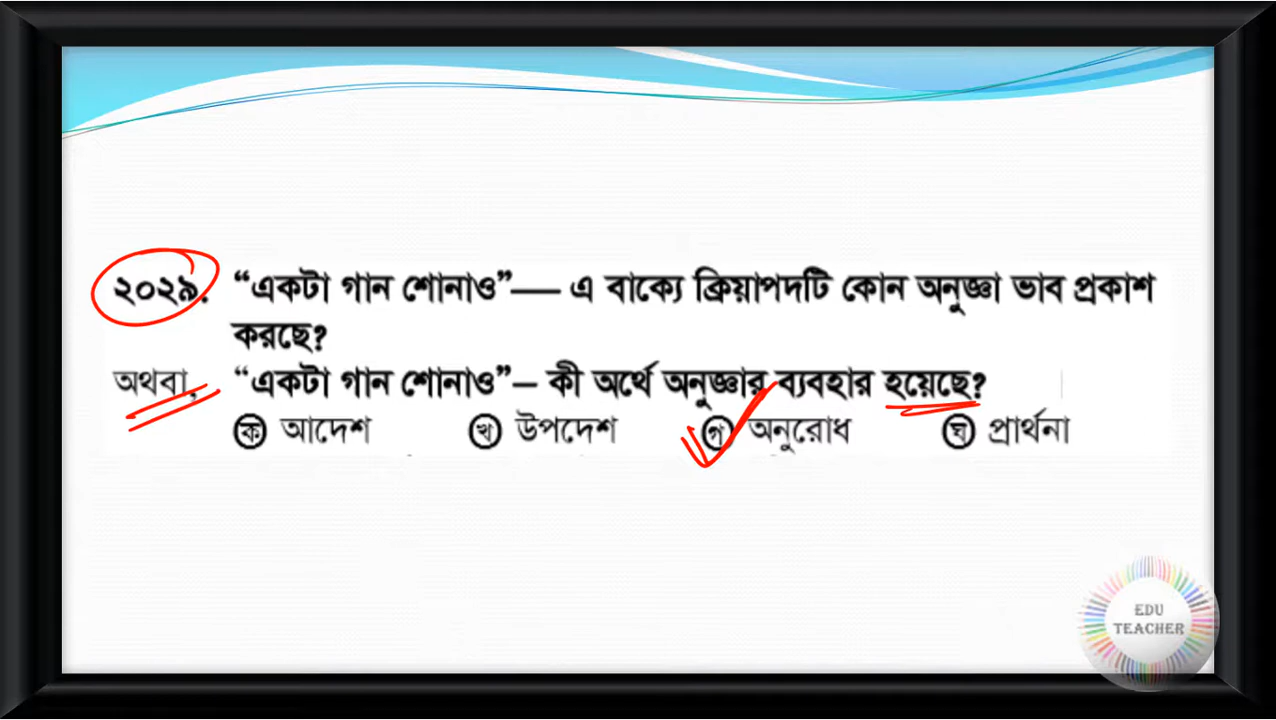 ২০২৯. “একটা গান শোনাও”— এ বাক্যে ক্রিয়াপদটি কোন অনুজ্ঞা ভাব প্রকাশ
করছে?
অথবা, “একটা গান শোনাও”– কী অর্থে অনুজ্ঞার ব্যবহার হয়েছে?
ক আদেশ খ উপদেশ গ অনুরোধ ঘ প্রার্থনা
EDU
TEACHER